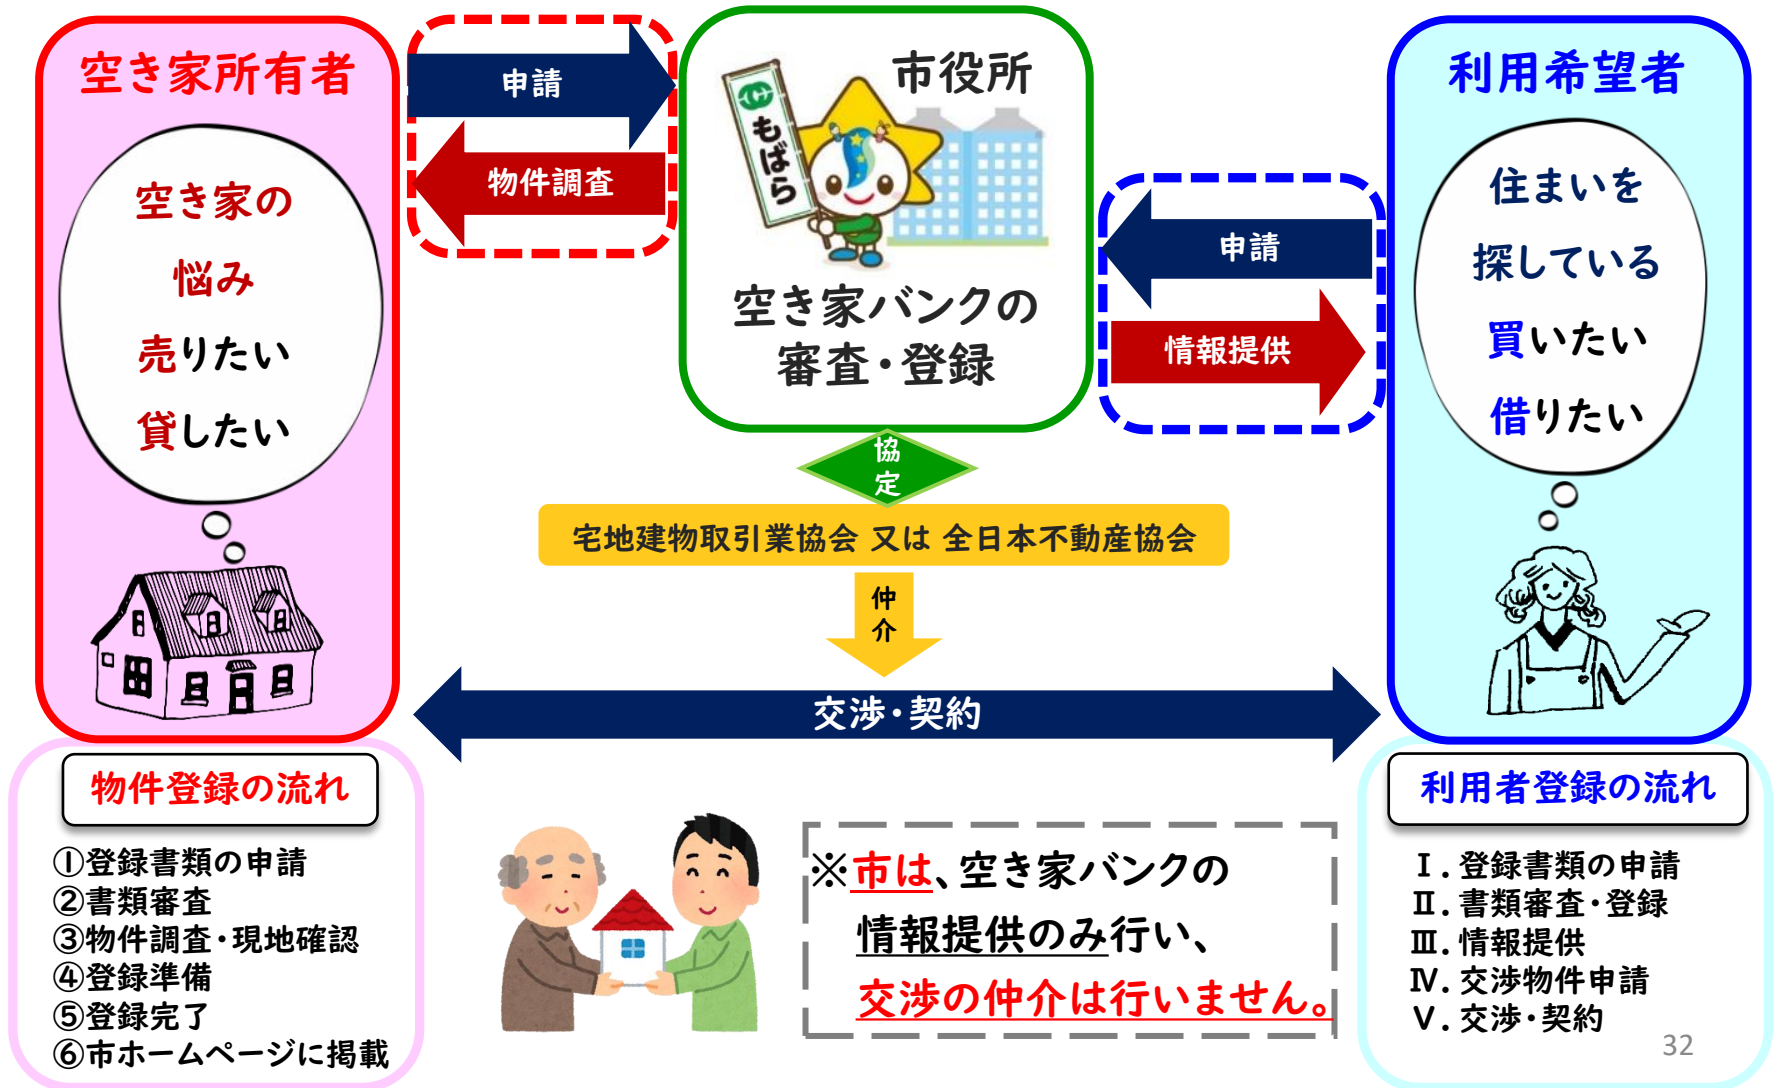 空き家所有者
空き家の
悩み
売りたい
貸したい
申請
物件調査
市役所
もばら
空き家バンクの
審査・登録
申請
情報提供
利用希望者
住まいを
探している
買いたい
借りたい
協
定
宅地建物取引業協会 又は 全日本不動産協会
仲
介
交渉・契約
物件登録の流れ
①登録書類の申請
②書類審査
③物件調査・現地確認
④登録準備
⑤登録完了
⑥市ホームページに掲載
※市は、空き家バンクの
情報提供のみ行い、
交渉の仲介は行いません。
利用者登録の流れ
Ⅰ. 登録書類の申請
Ⅱ. 書類審査・登録
Ⅲ. 情報提供
Ⅳ. 交渉物件申請
Ⅴ. 交渉・契約
32